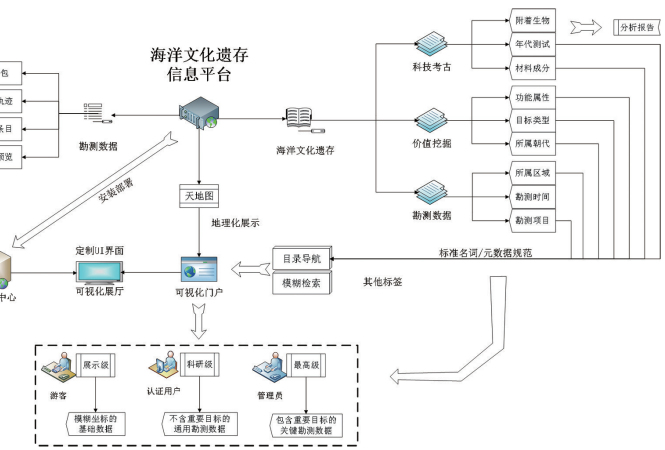 海洋文化遗存
信息平台
包
轨迹
条目
预览
勘测数据
海洋文化遗存
科技考古
附着生物
年代测试
材料成分
分析报告
价值挖掘
功能属性
目标类型
所属朝代
勘测数据
所属区域
勘测时间
勘测项目
安装部署
天地图
地理化展示
标准名词/元数据规范
中心
定制UI界面
可视化展厅
可视化门户
目录导航
模糊检索
其他标签
展示级
游客
模糊坐标的
基础数据
科研级
认证用户
不含重要目标的
通用勘测数据
最高级
管理员
包含重要目标的
关键勘测数据